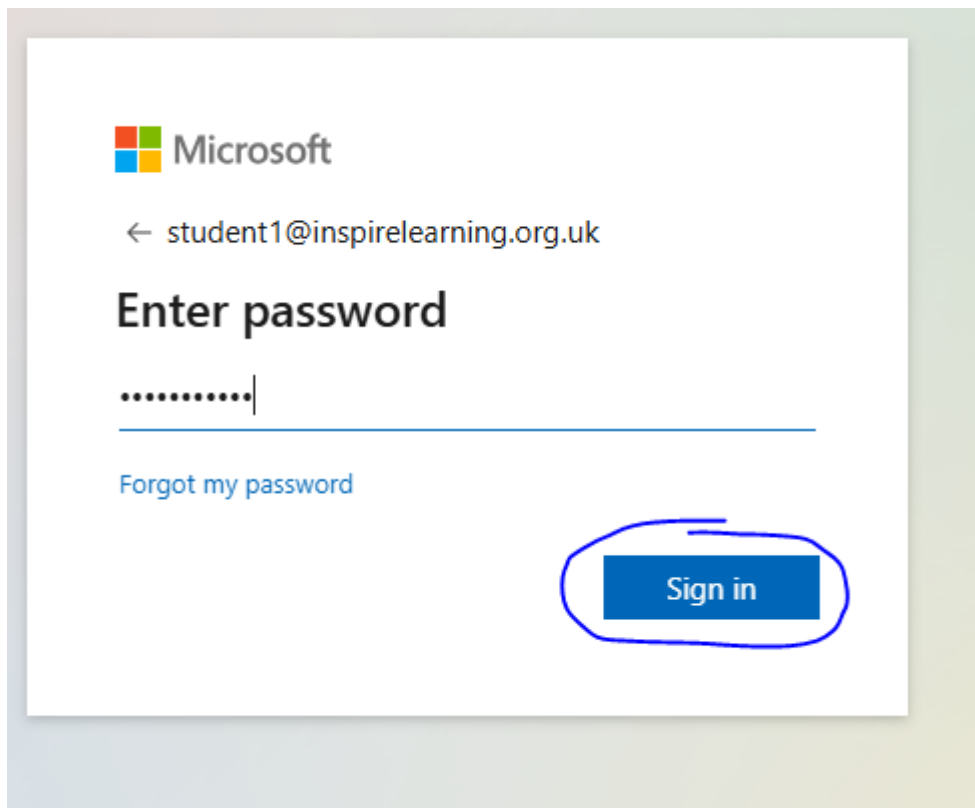 Microsoft
← student1@inspirelearning.org.uk
Enter password
•••••••••••
Forgot my password
Sign in